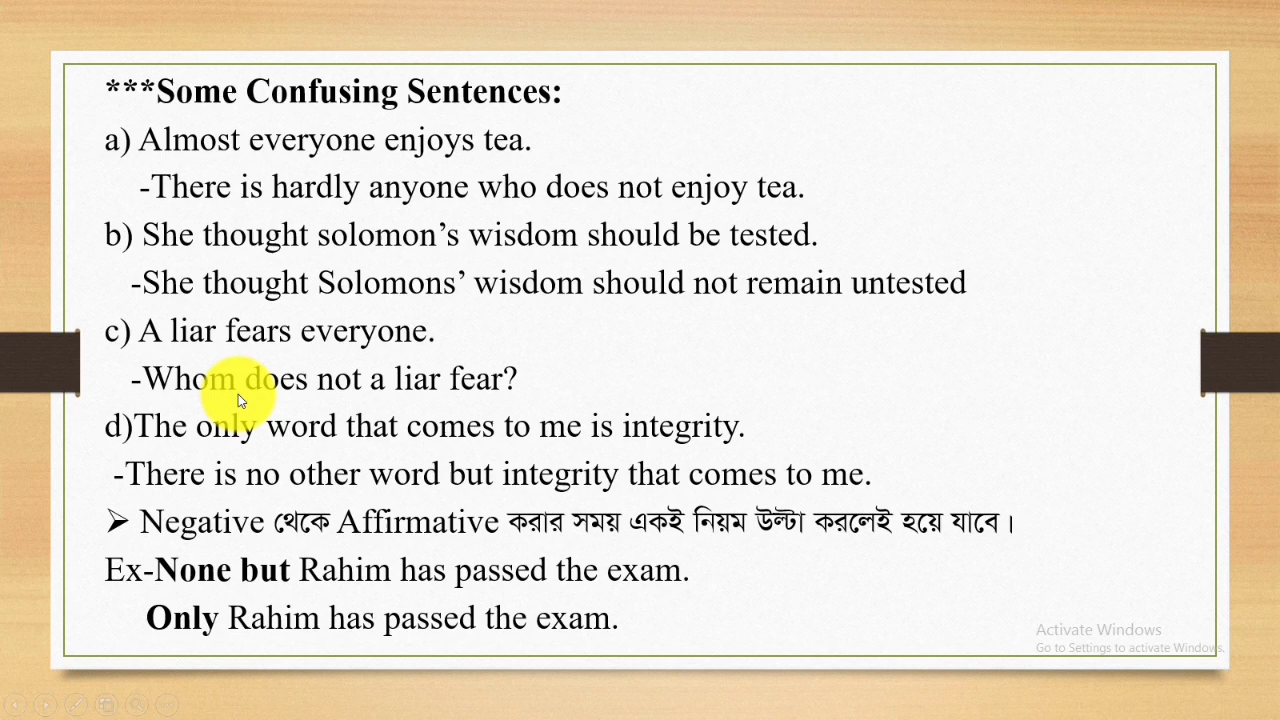 ***Some Confusing Sentences:
a) Almost everyone enjoys tea.
-There is hardly anyone who does not enjoy tea.
b) She thought solomon’s wisdom should be tested.
-She thought Solomons’ wisdom should not remain untested
c) A liar fears everyone.
-Whom does not a liar fear?
d)The only word that comes to me is integrity.
-There is no other word but integrity that comes to me.
➢ Negative থেকে Affirmative করার সময় একই নিয়ম উল্টা করলেই হয়ে যাবে।
Ex-None but Rahim has passed the exam.
Only Rahim has passed the exam.
Activate Windows
Go to Settings to activate Windows.